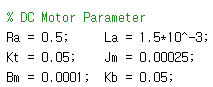 % DC Motor Parameter
Ra = 0.5; La = 1.5*10^-3;
Kt = 0.05; Jm = 0.00025;
Bm = 0.0001; Kb = 0.05;